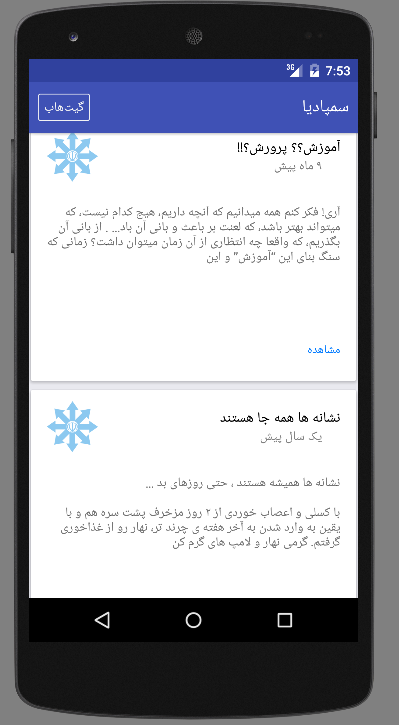 3G 7:53
سمپادیا
گیت‌هاب
آموزش؟؟ پرورش؟!!
۹ ماه پیش
آری! فکر کنم همه میدانیم که انچه داریم، هیچ کدام نیست، که
میتواند بهتر باشد، که لعنت بر باعث و بانی آن باد... . از بانی آن
بگذریم، که واقعا چه انتظاری از آن زمان میتوان داشت؟ زمانی که
سنگ بنای این "آموزش" و این
مشاهده
نشانه ها همه جا هستند
یک سال پیش
نشانه ها همیشه هستند ، حتی روزهای بد ...
با کسلی و اعصاب خوردی از ۲ روز مزخرف پشت سره هم و با
یقین به وارد شدن به آخر هفته ی چرند تر، نهار رو از غذاخوری
گرفتم. گرمی نهار و لامپ های گرم کن